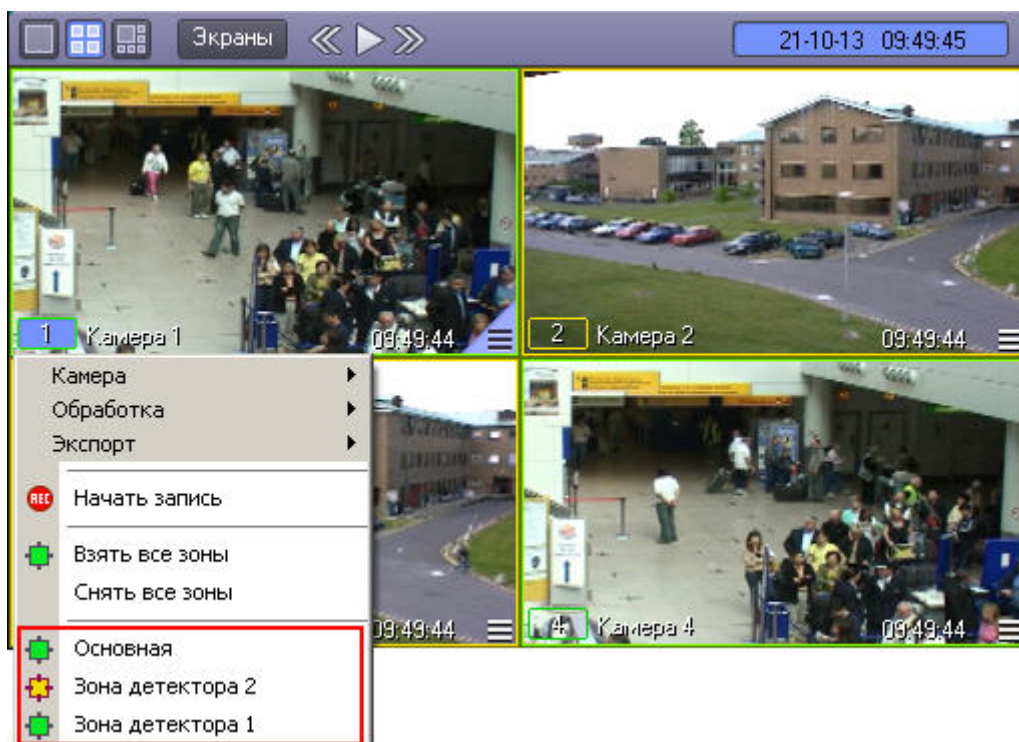 Экраны
21-10-13 09:49:45
1 Камера 1 09:49:44
2 Камера 2 09:49:44
Камера
Обработка
Экспорт
REC Начать запись
Взять все зоны
Снять все зоны
Основная
Зона детектора 2
Зона детектора 1
09:49:44
4 Камера 4 09:49:44